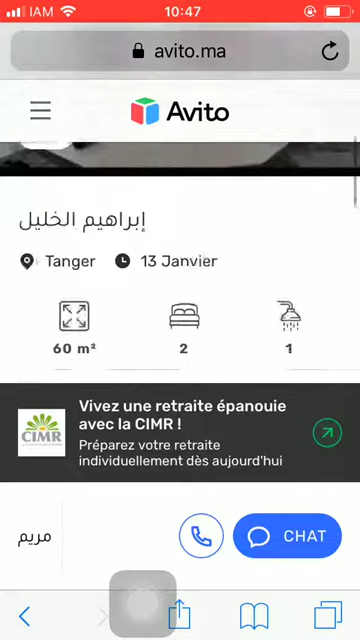 IAM 10:47
avito.ma
Avito
إبراهيم الخليل
Tanger 13 Janvier
60 m² 2 1
CIMR
Vivez une retraite épanouie
avec la CIMR !
Préparez votre retraite
individuellement dès aujourd'hui
مريم
CHAT